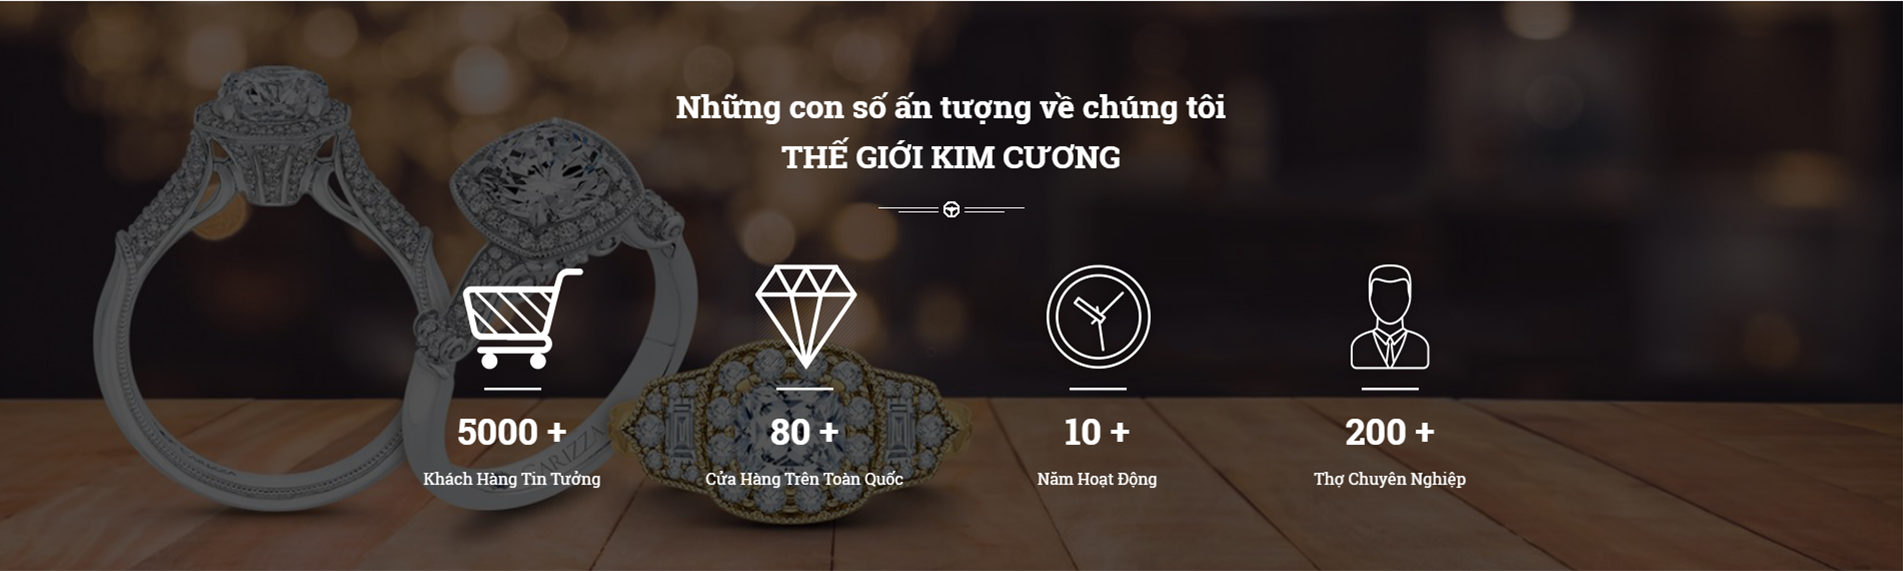 Những con số ấn tượng về chúng tôi
THẾ GIỚI KIM CƯƠNG
5000 +
80 +
10 +
200 +
Khách Hàng Tin Tưởng
Cửa Hàng Trên Toàn Quốc
Năm Hoạt Động
Thợ Chuyên Nghiệp